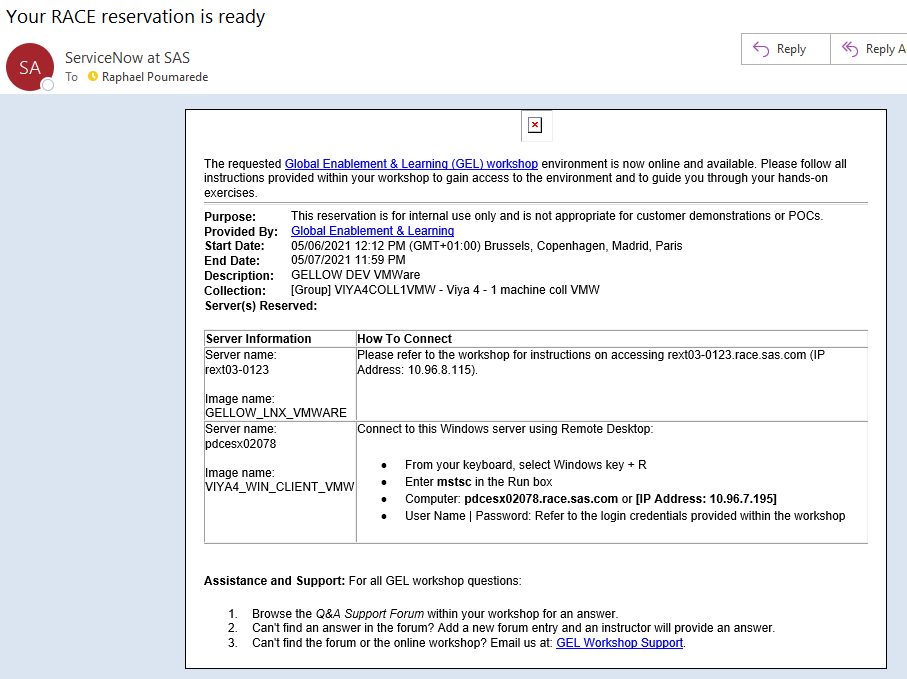 Your RACE reservation is ready
SA
ServiceNow at SAS
To Raphael Poumarede
Reply
Reply A
The requested Global Enablement & Learning (GEL) workshop environment is now online and available. Please follow all
instructions provided within your workshop to gain access to the environment and to guide you through your hands-on
exercises.
Purpose: This reservation is for internal use only and is not appropriate for customer demonstrations or POCs.
Provided By: Global Enablement & Learning
Start Date: 05/06/2021 12:12 PM (GMT+01:00) Brussels, Copenhagen, Madrid, Paris
End Date: 05/07/2021 11:59 PM
Description: GELLOW DEV VMWare
Collection: [Group] VIYA4COLL1VMW - Viya 4 - 1 machine coll VMW
Server(s) Reserved:
Server Information How To Connect
Server name:
rext03-0123
Image name:
GELLOW_LNX_VMWARE
Please refer to the workshop for instructions on accessing rext03-0123.race.sas.com (IP
Address: 10.96.8.115).
Server name:
pdcesx02078
Image name:
VIYA4_WIN_CLIENT_VMW
Connect to this Windows server using Remote Desktop:
• From your keyboard, select Windows key + R
• Enter mstsc in the Run box
• Computer: pdcesx02078.race.sas.com or [IP Address: 10.96.7.195]
• User Name | Password: Refer to the login credentials provided within the workshop
Assistance and Support: For all GEL workshop questions:
1. Browse the Q&A Support Forum within your workshop for an answer.
2. Can't find an answer in the forum? Add a new forum entry and an instructor will provide an answer.
3. Can't find the forum or the online workshop? Email us at: GEL Workshop Support.